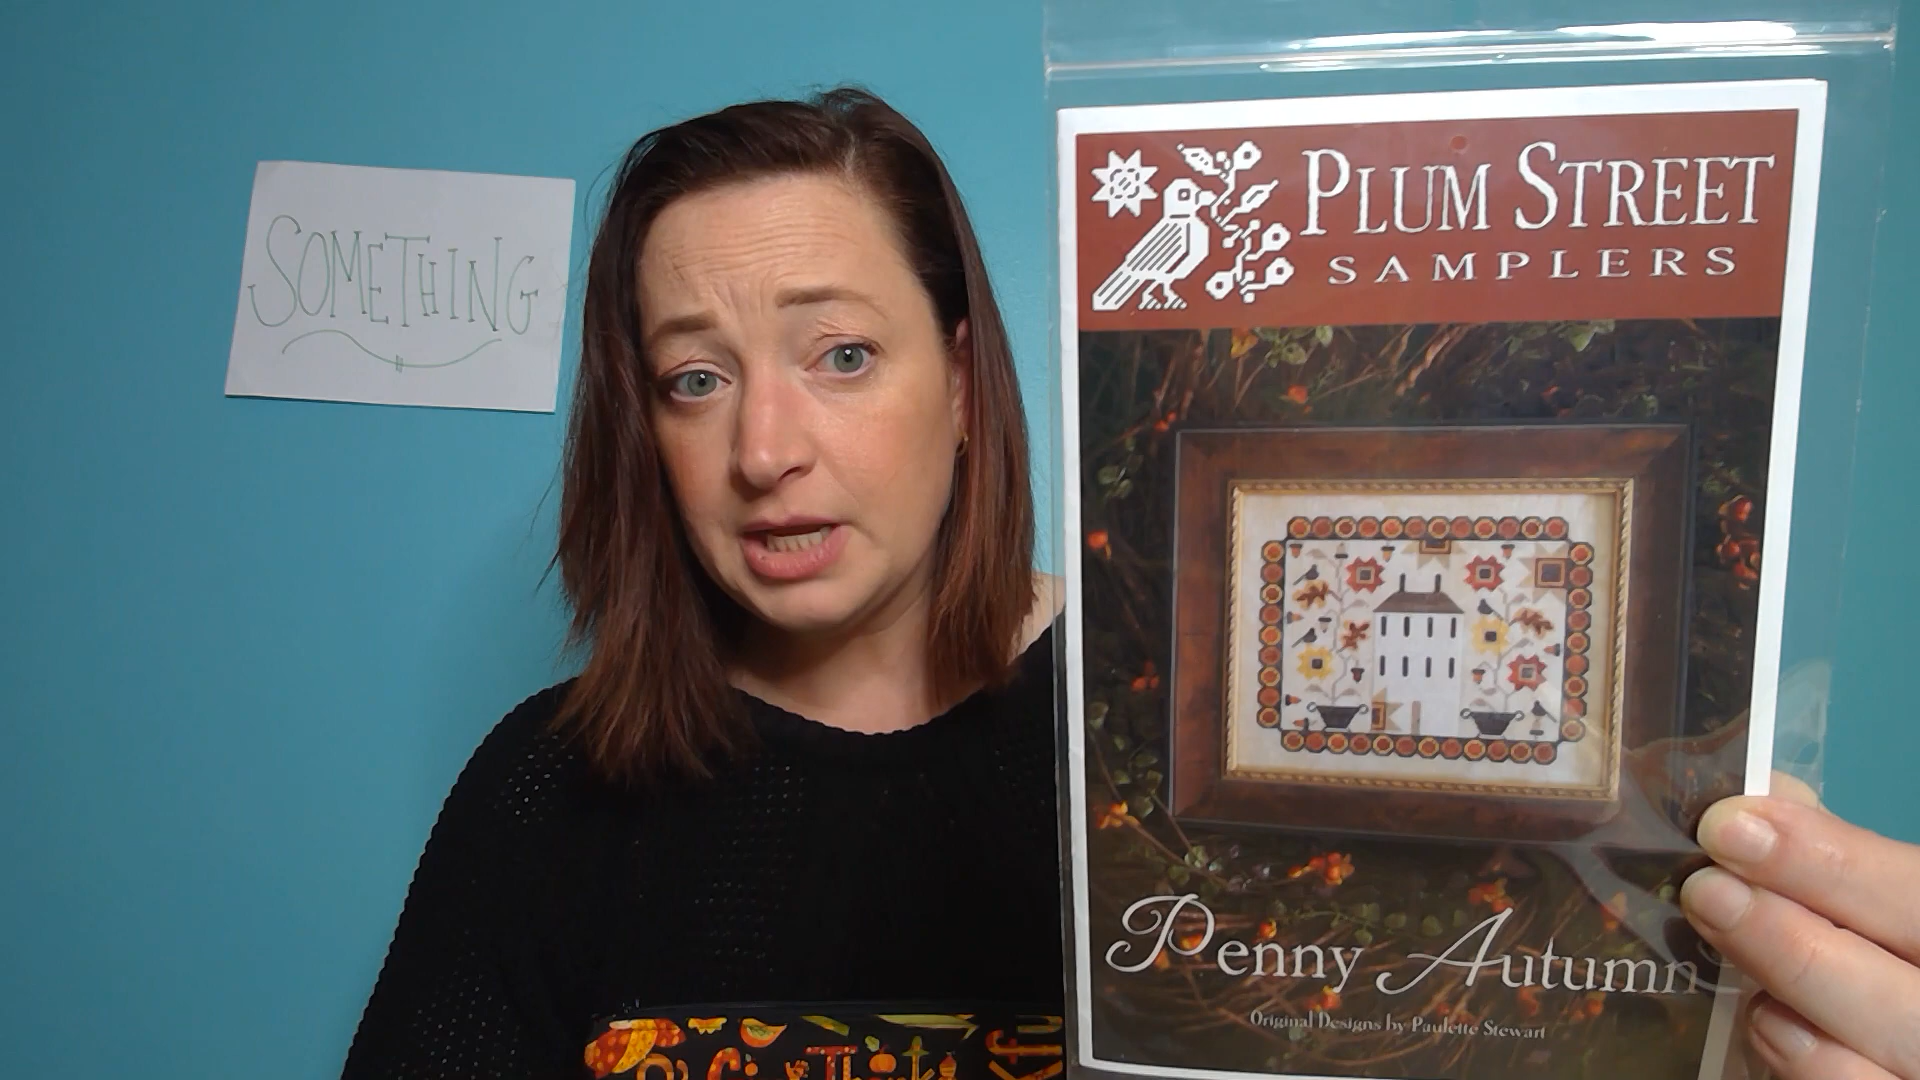 SOMETHING
PLUM STREET
SAMPLERS
Penny Autumn
Original Designs by Paulette Stewart